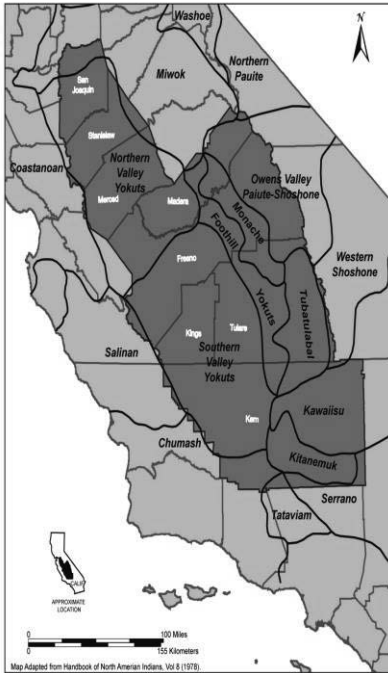 Washoe
N
Northern
Pauite
Miwok
San
Joaquin
Stanislaw
Coastanoan
Northern
Valley
Yokuts
Owens Valley
Paiute-Shoshone
Merced
Madera
Monache
Foothill
Yokuts
Western
Shoshone
Fresno
Tubatulabal
Kings
Tulare
Salinan
Southern
Valley
Yokuts
Kern
Kawaiisu
Chumash
Kitanemuk
Serrano
Tataviam
APPROXIMATE
LOCATION
0 100 Miles
0 155 Kilometers
Map Adapted from Handbook of North Amerian Indians, Vol 8 (1978).